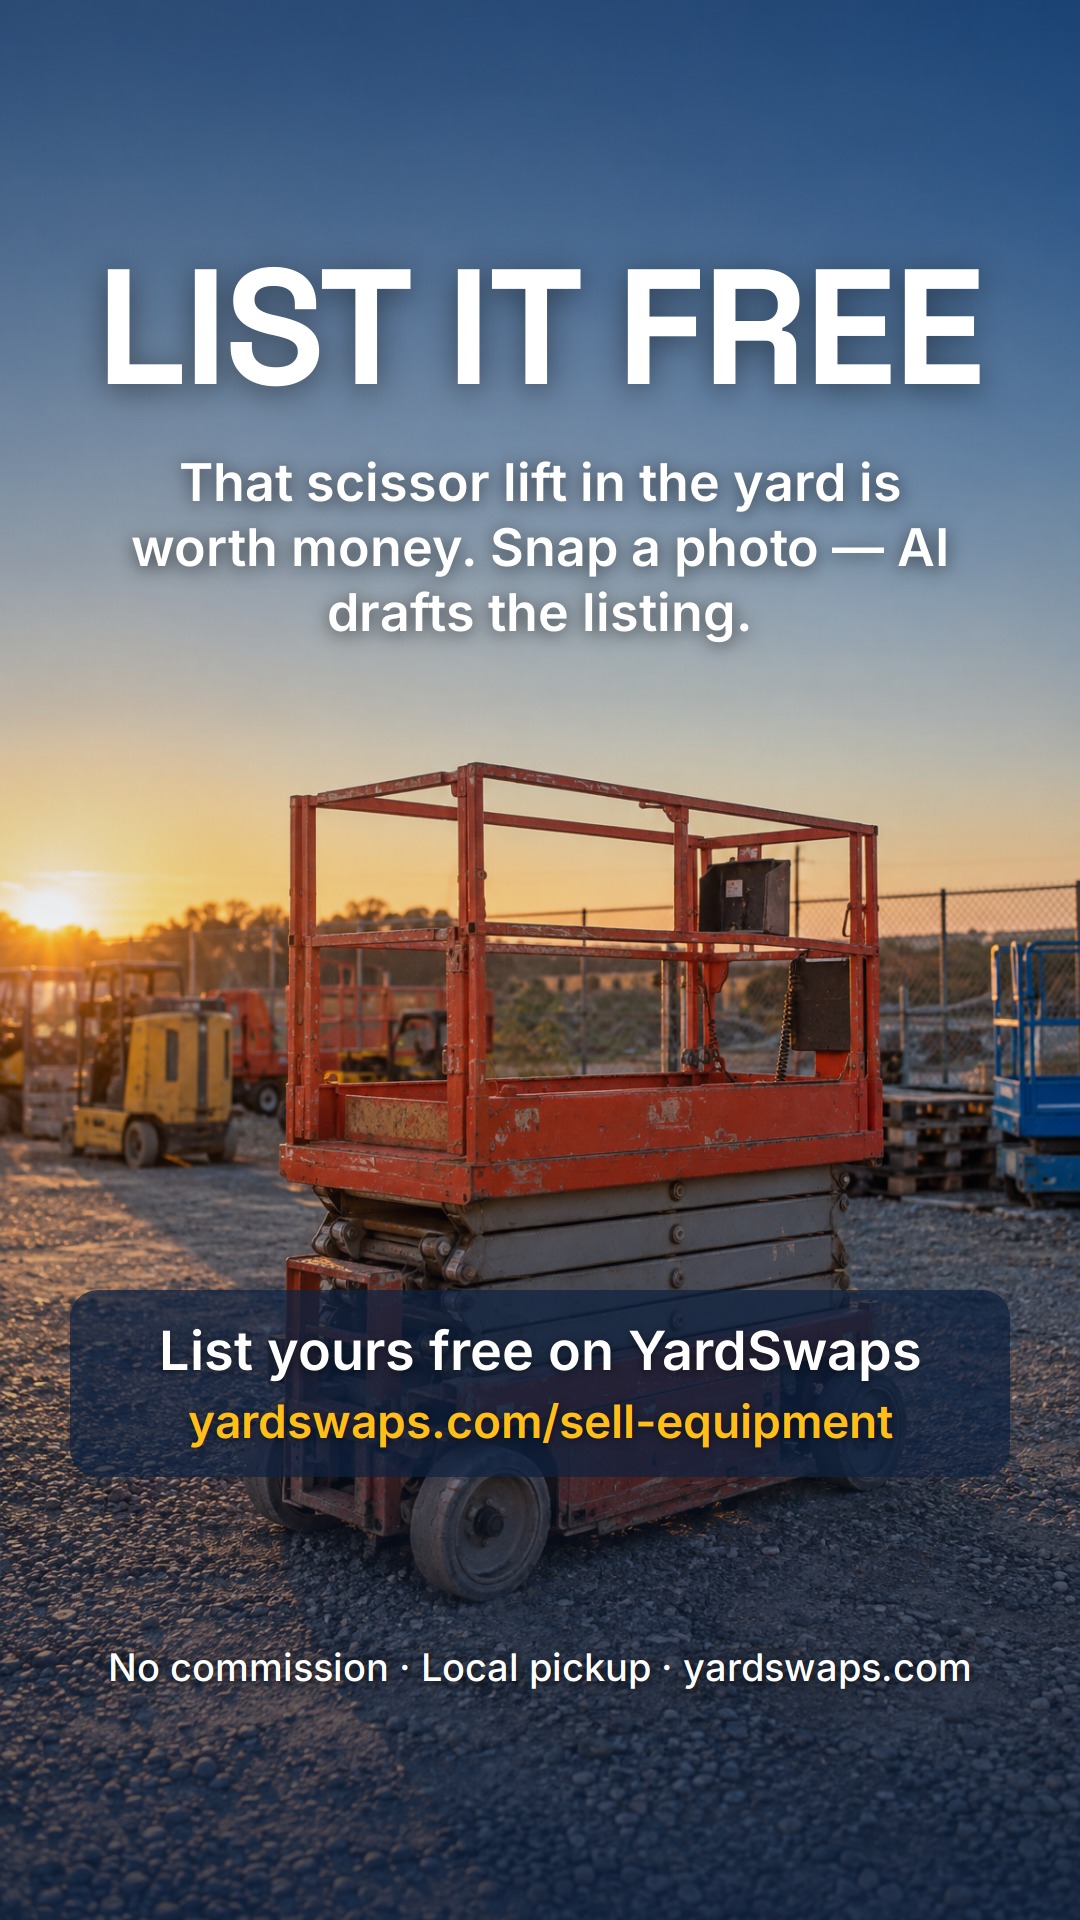 LIST IT FREE
That scissor lift in the yard is
worth money. Snap a photo — AI
drafts the listing.
List yours free on YardSwaps
yardswaps.com/sell-equipment
No commission · Local pickup · yardswaps.com